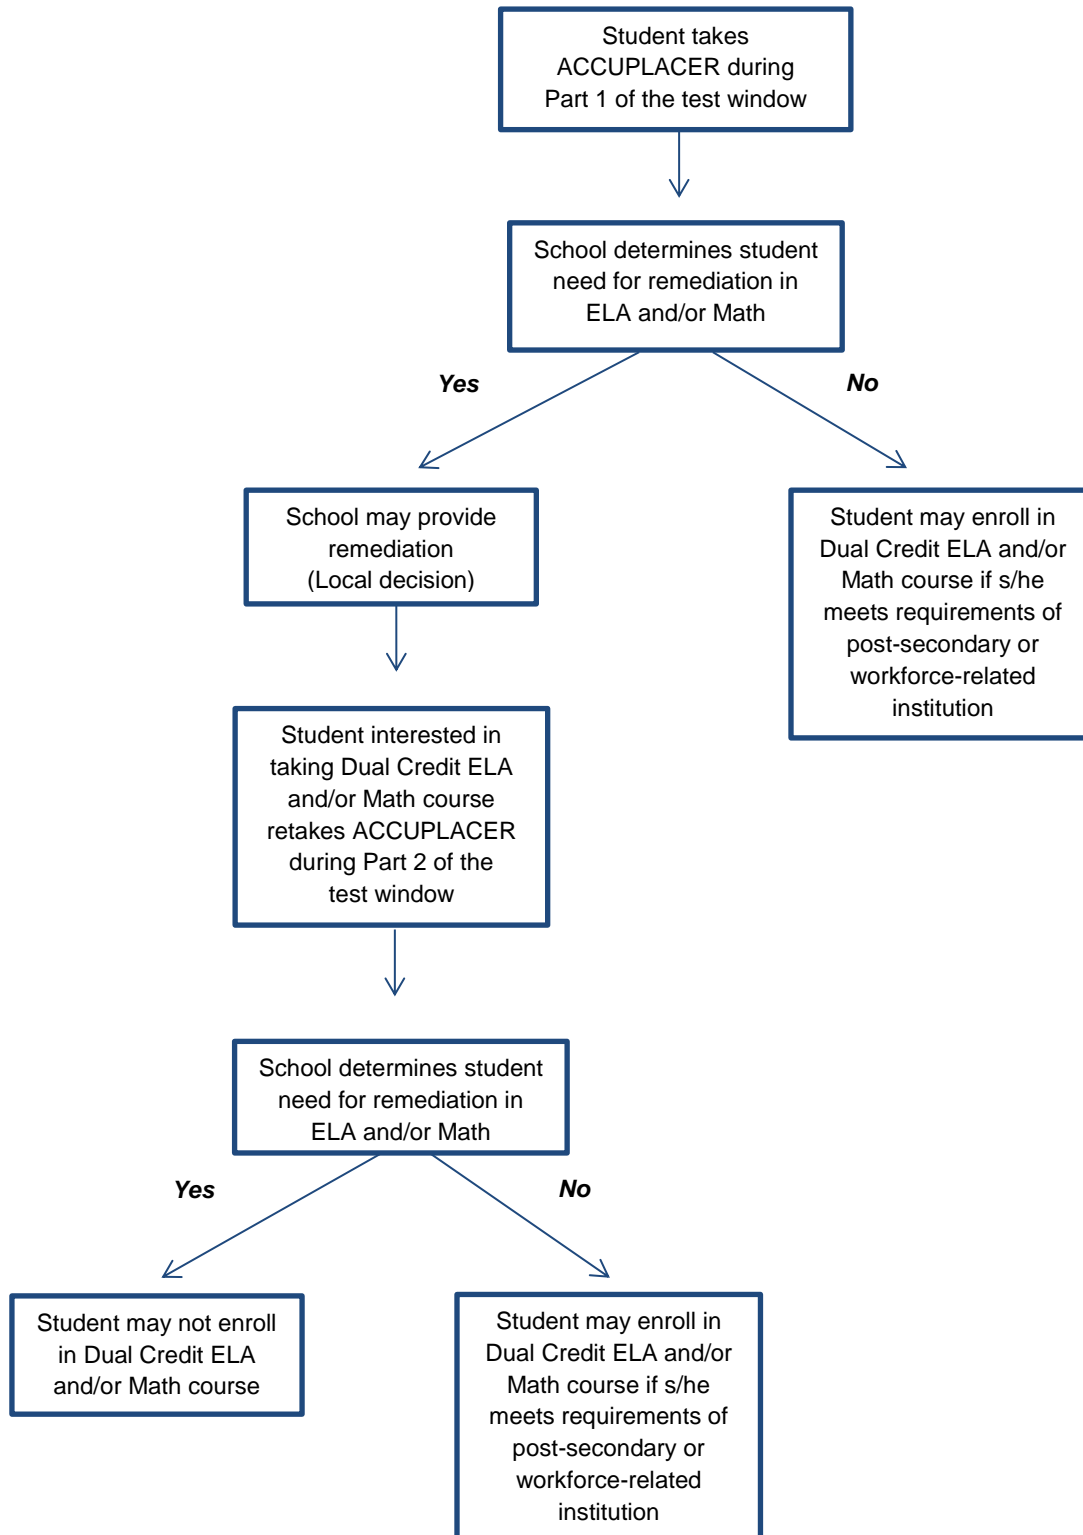 Student takes
ACCUPLACER during
Part 1 of the test window
School determines student
need for remediation in
ELA and/or Math
Yes
No
School may provide
remediation
(Local decision)
Student may enroll in
Dual Credit ELA and/or
Math course if s/he
meets requirements of
post-secondary or
workforce-related
institution
Student interested in
taking Dual Credit ELA
and/or Math course
retakes ACCUPLACER
during Part 2 of the
test window
School determines student
need for remediation in
ELA and/or Math
Yes
No
Student may not enroll
in Dual Credit ELA
and/or Math course
Student may enroll in
Dual Credit ELA and/or
Math course if s/he
meets requirements of
post-secondary or
workforce-related
institution